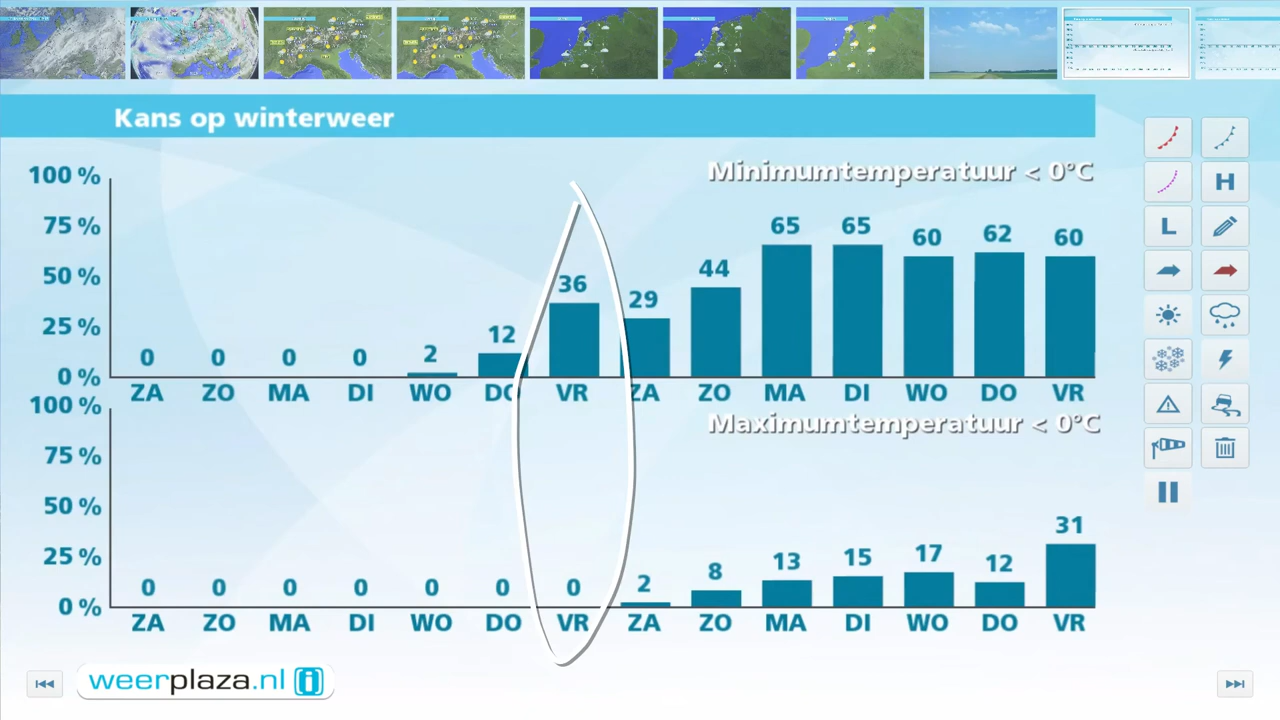 Kans op winterweer
Minimumtemperatuur < 0°C
100 %
75 %
50 %
25 %
0 %
0 0 0 0 2 12 36 29 44 65 65 60 62 60
ZA ZO MA DI WO DO VR ZA ZO MA DI WO DO VR
Maximumtemperatuur < 0°C
100 %
75 %
50 %
25 %
0 %
0 0 0 0 0 0 0 2 8 13 15 17 12 31
ZA ZO MA DI WO DO VR ZA ZO MA DI WO DO VR
H
L
weerplaza.nl [i]